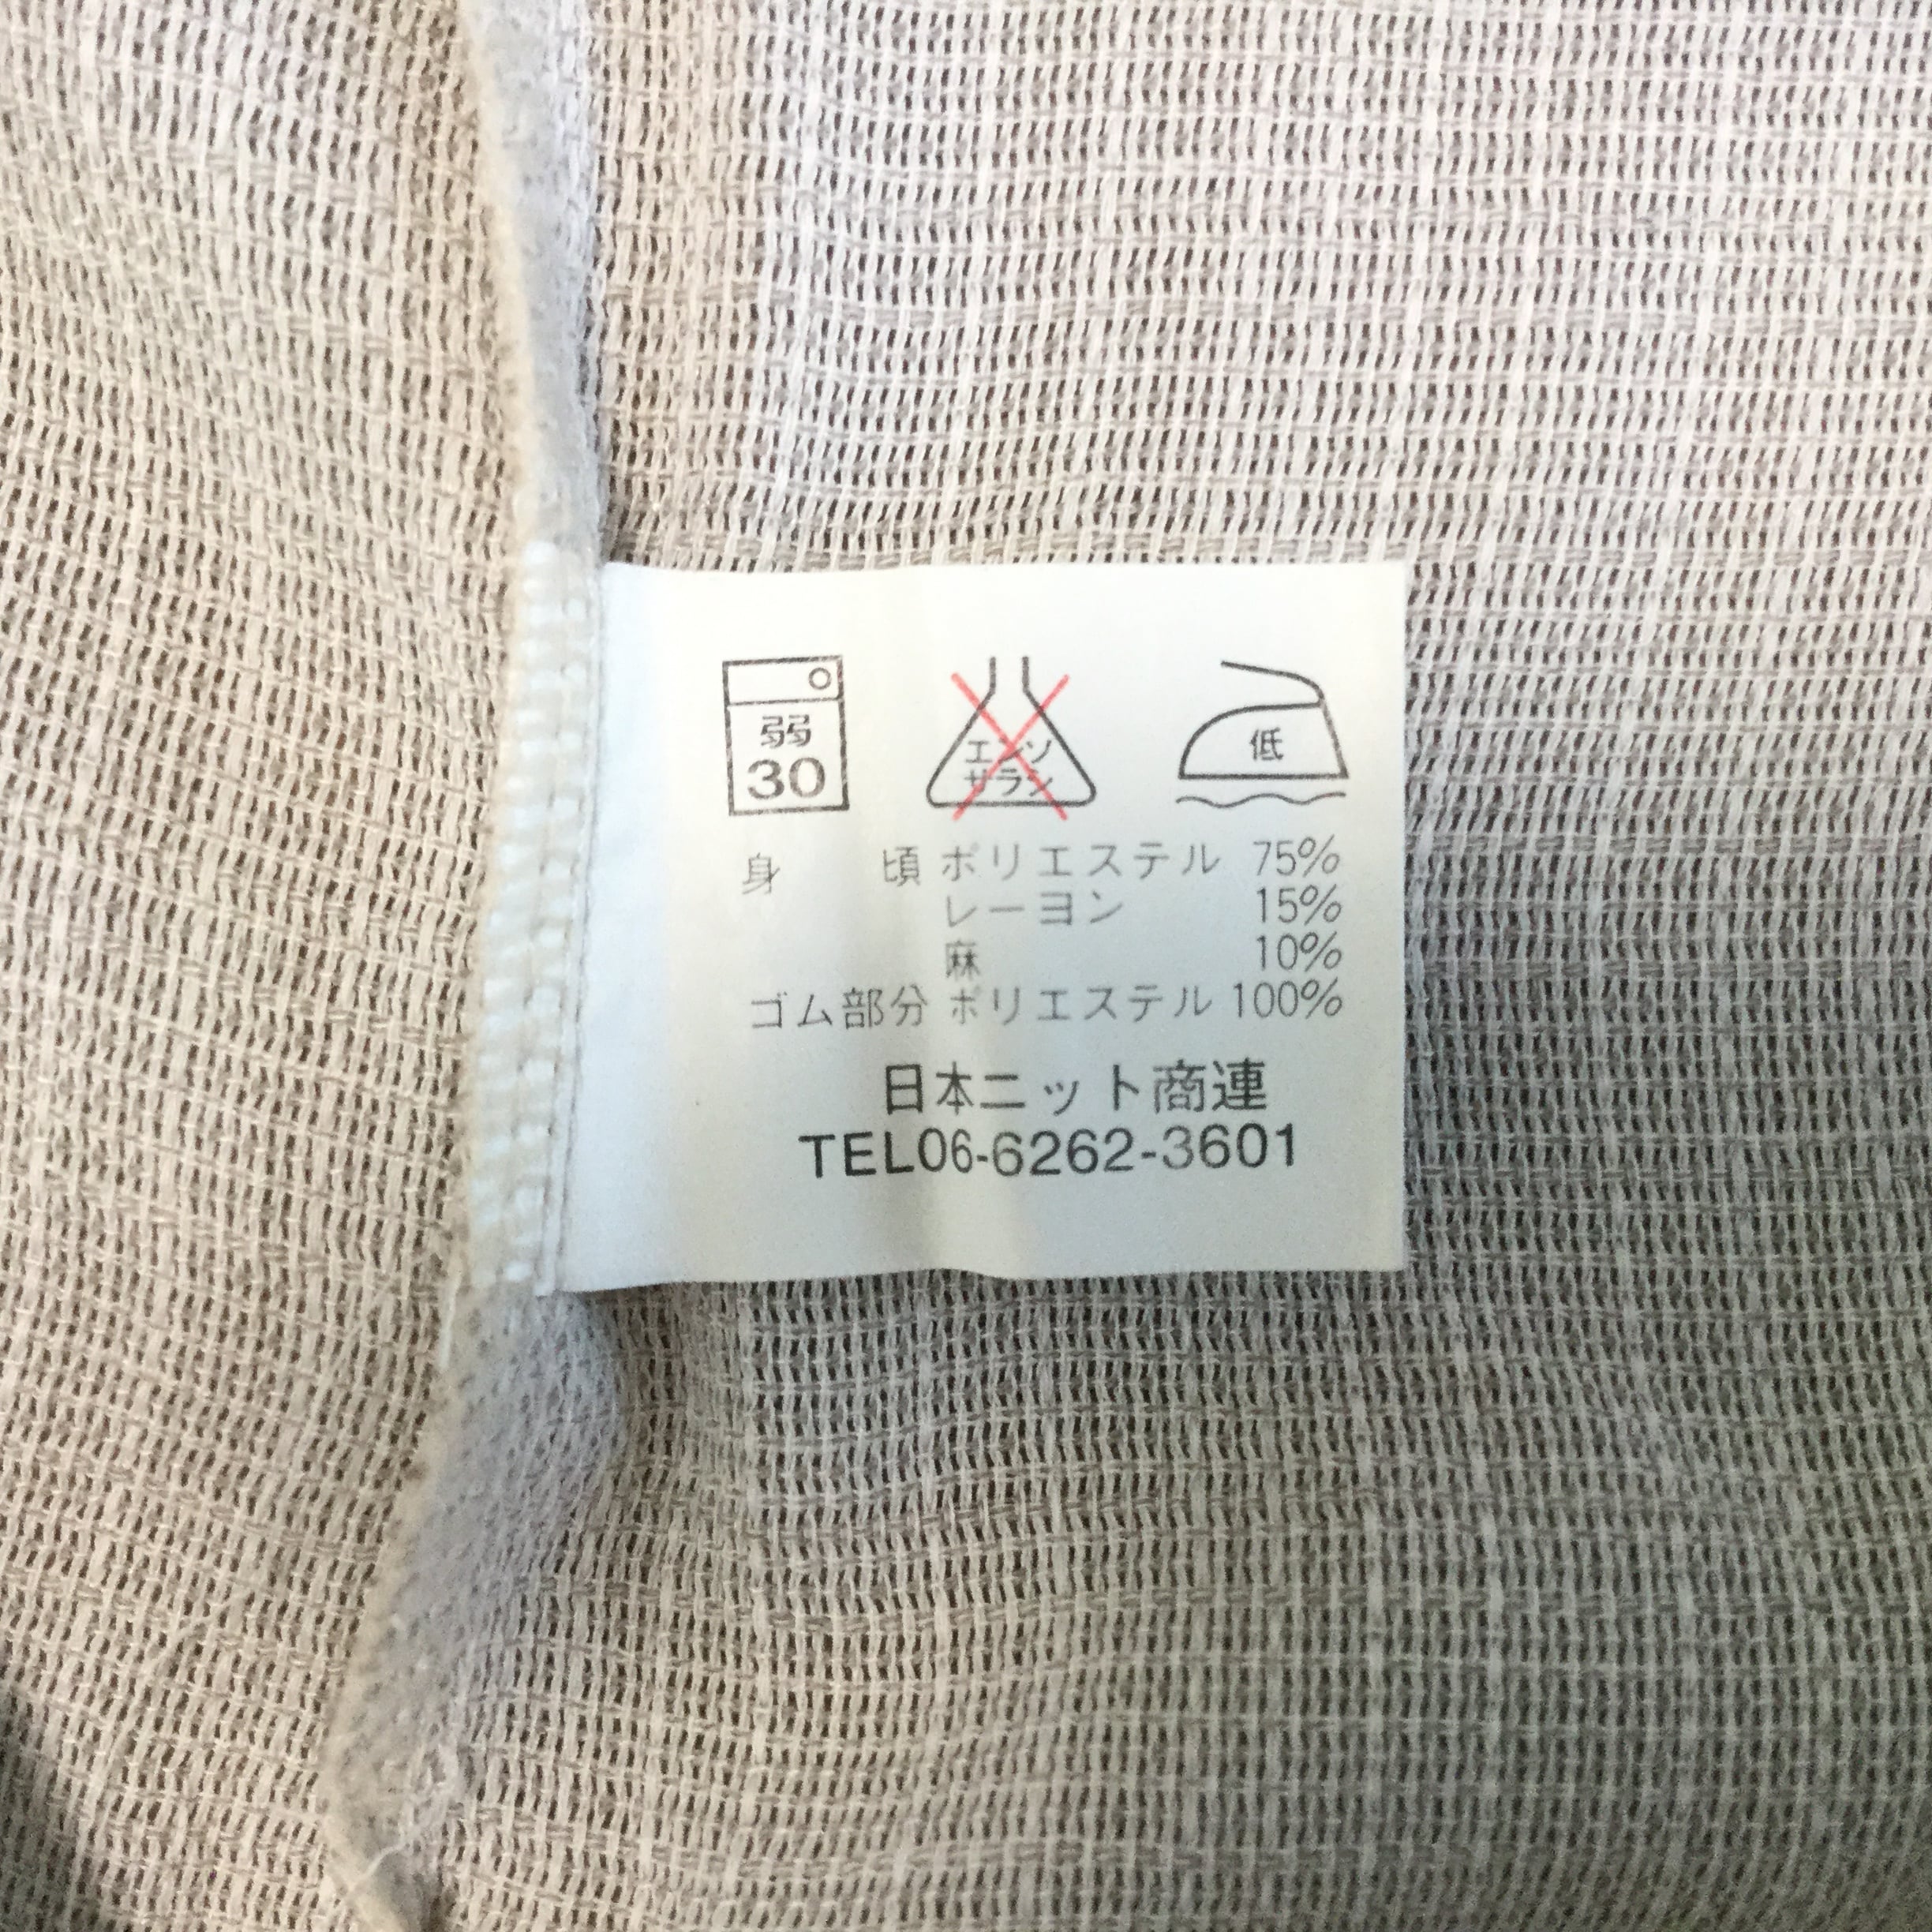 弱
30
エンソ
サラシ
低
身 頃 ポリエステル 75%
レーヨン 15%
麻 10%
ゴム部分 ポリエステル 100%
日本ニット商連
TEL06-6262-3601